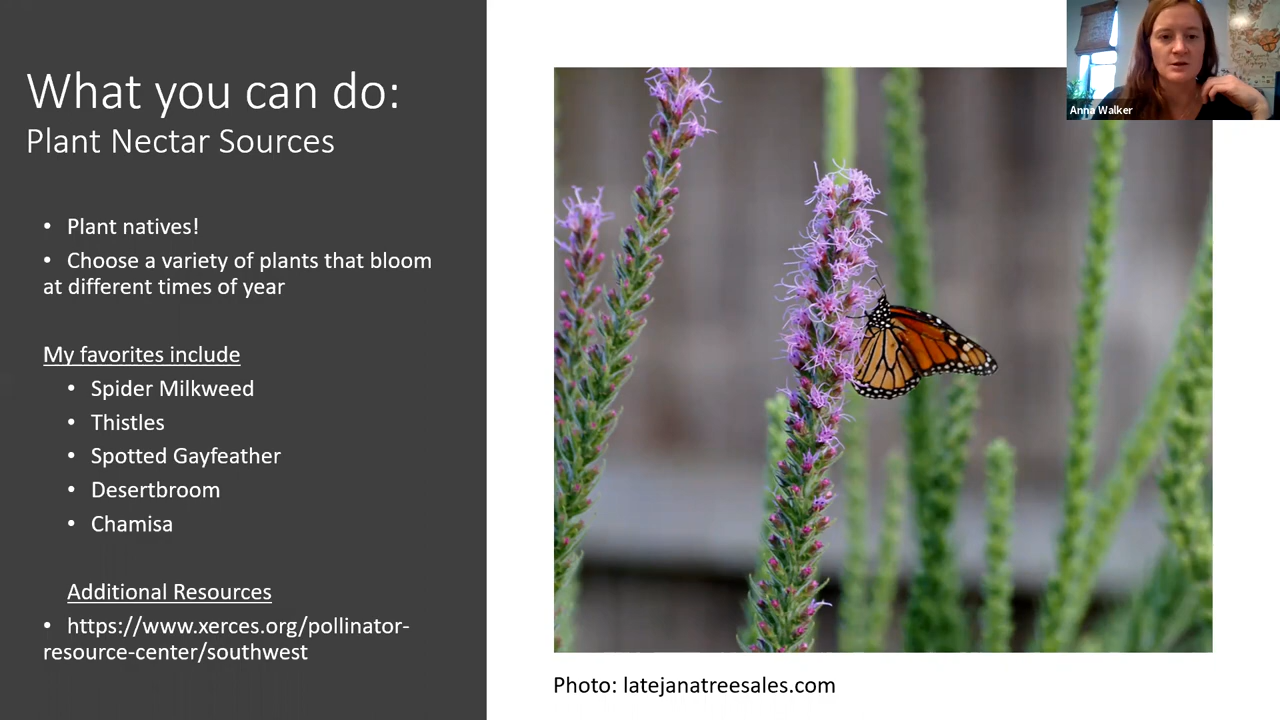 What you can do:
Plant Nectar Sources
• Plant natives!
• Choose a variety of plants that bloom
at different times of year
My favorites include
• Spider Milkweed
• Thistles
• Spotted Gayfeather
• Desertbroom
• Chamisa
Additional Resources
• https://www.xerces.org/pollinator-
resource-center/southwest
Anna Walker
Photo: latejanatreesales.com